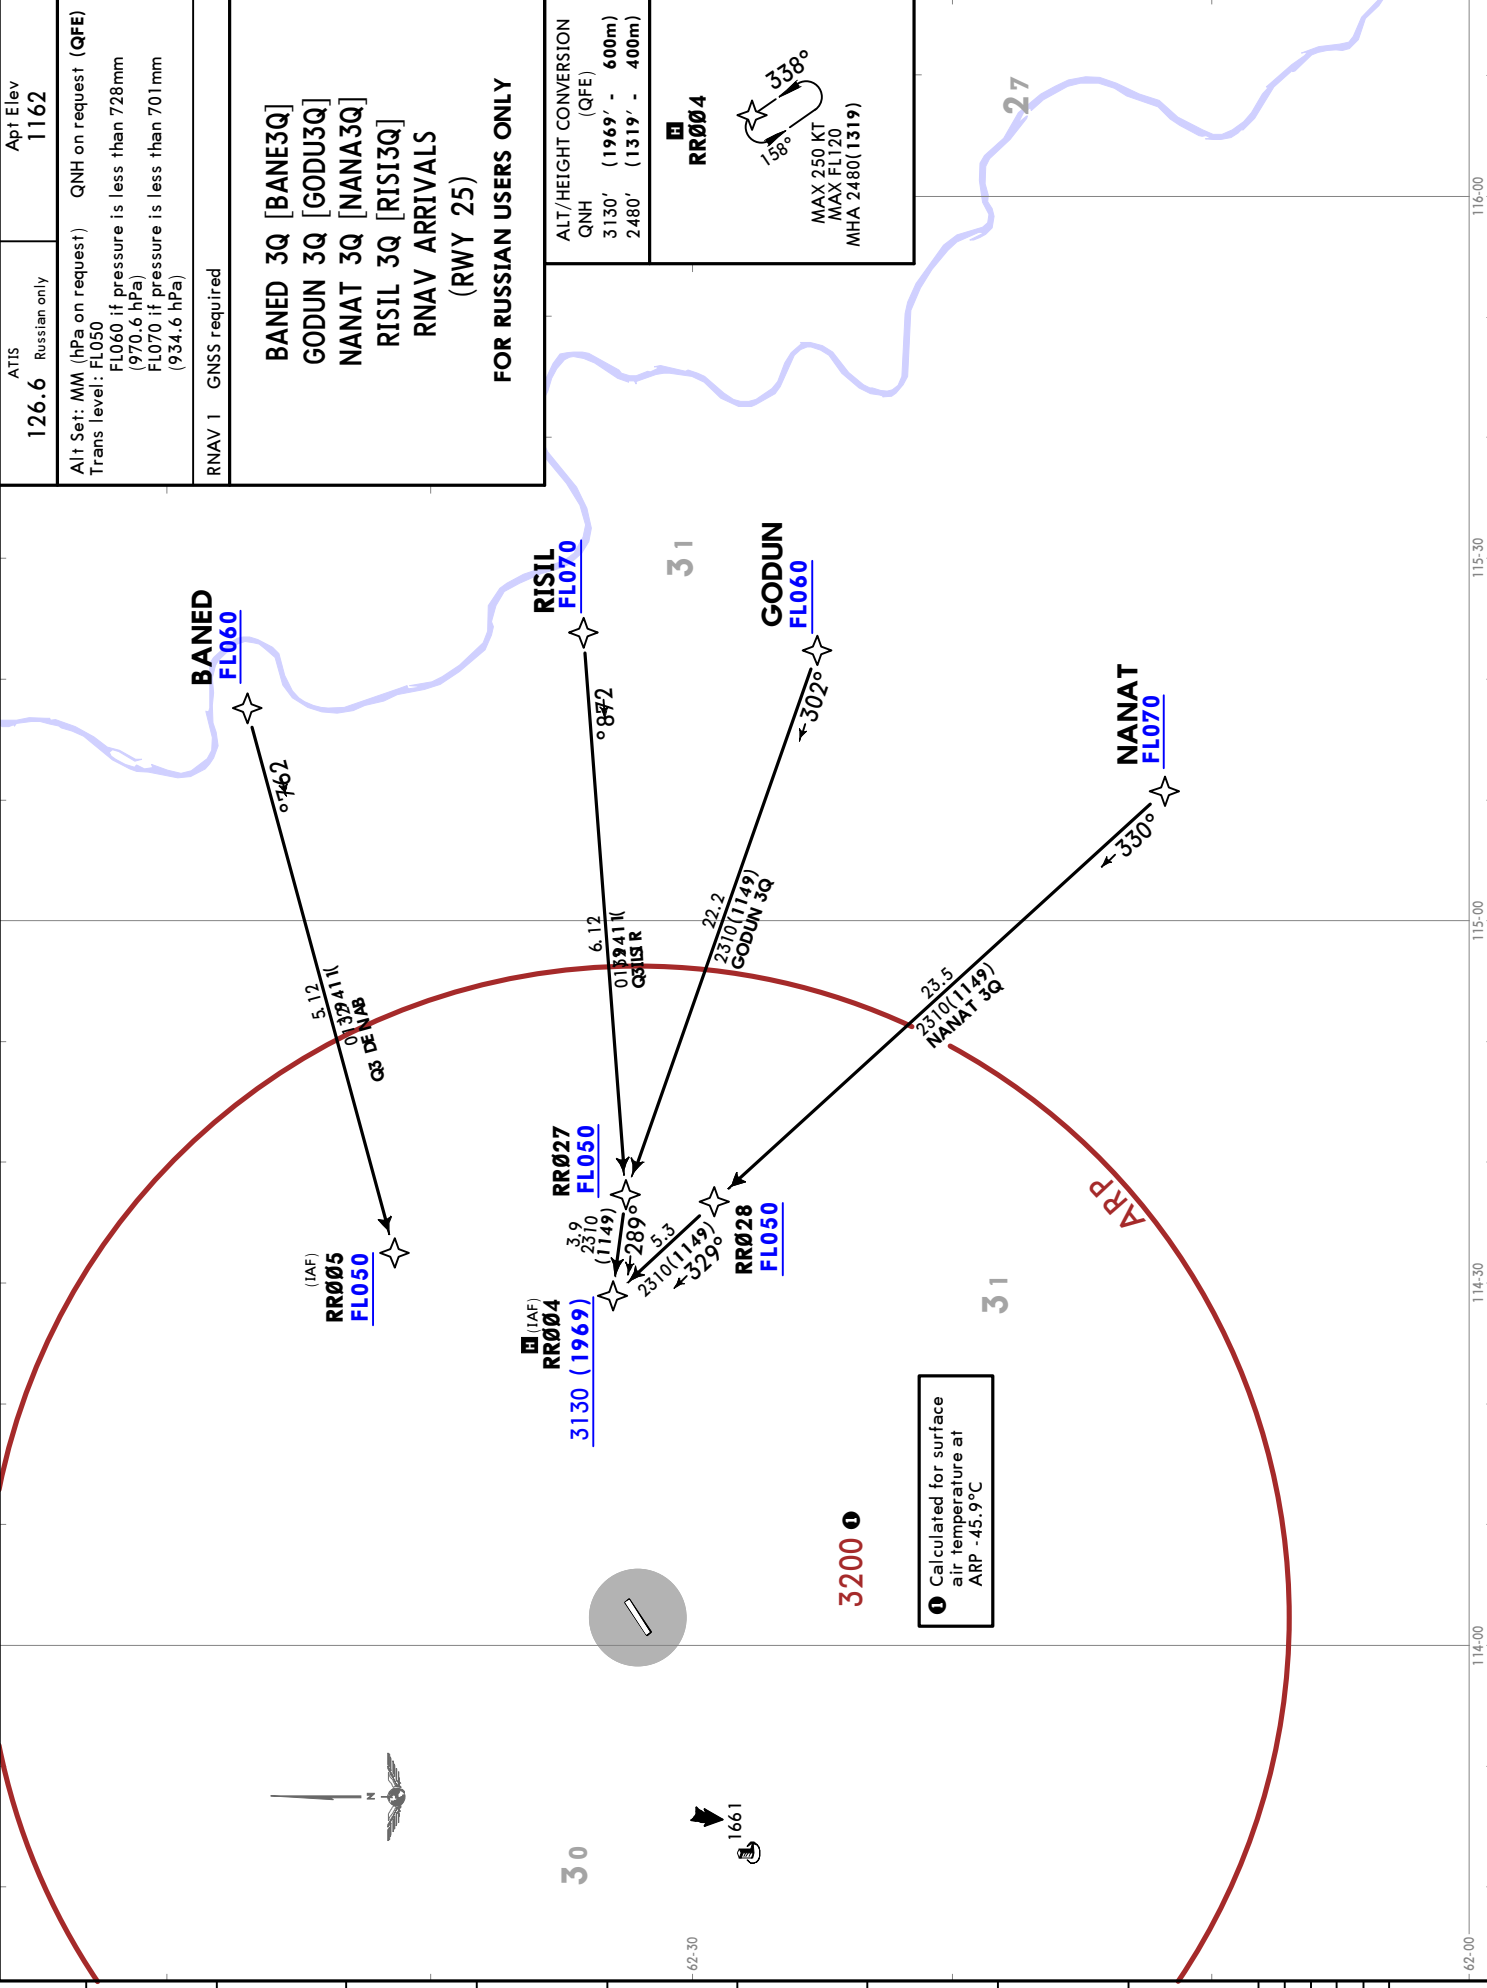 ATIS
126.6 Russian only
Apt Elev
1162
Alt Set: MM (hPa on request) QNH on request (QFE)
Trans level: FL050
FL060 if pressure is less than 728mm
(970.6 hPa)
FL070 if pressure is less than 701mm
(934.6 hPa)
RNAV 1 GNSS required
BANED 3Q [BANE3Q]
GODUN 3Q [GODU3Q]
NANAT 3Q [NANA3Q]
RISIL 3Q [RISI3Q]
RNAV ARRIVALS
(RWY 25)
FOR RUSSIAN USERS ONLY
ALT/HEIGHT CONVERSION
QNH (QFE)
3130' (1969' - 600m)
2480' (1319' - 400m)
H
RRØØ4
338°
158°
MAX 250 KT
MAX FL120
MHA 2480(1319)
27
BANED
FL060
RISIL
FL070
31
GODUN
FL060
302°
NANAT
FL070
330°
22.2
2310(1149)
GODUN 3Q
23.5
2310(1149)
NANAT 3Q
(IAF)
RRØØ5
FL050
RRØ27
FL050
3.9
2310
(1149)
289°
5.3
2310(1149)
329°
RRØ28
FL050
H (IAF)
RRØØ4
3130 (1969)
31
ARP
3200 1
1 Calculated for surface
air temperature at
ARP -45.9°C
N
30
1661
116-00
115-30
115-00
114-30
114-00
62-30
62-00